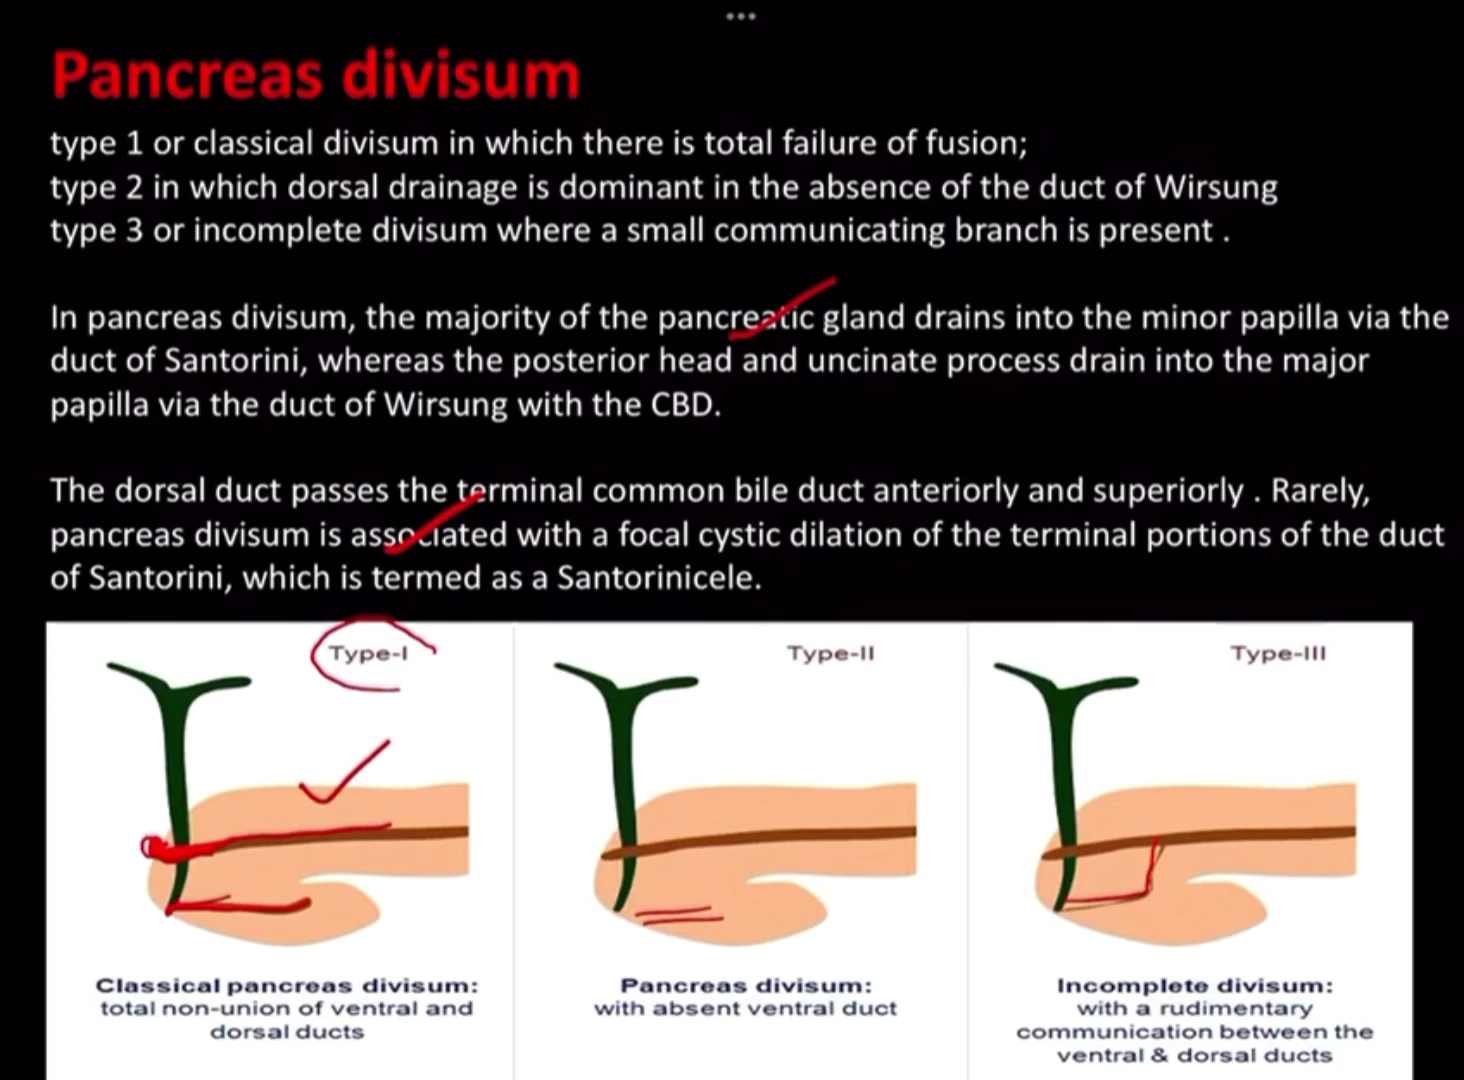 Pancreas divisum
type 1 or classical divisum in which there is total failure of fusion;
type 2 in which dorsal drainage is dominant in the absence of the duct of Wirsung
type 3 or incomplete divisum where a small communicating branch is present .
In pancreas divisum, the majority of the pancreatic gland drains into the minor papilla via the
duct of Santorini, whereas the posterior head and uncinate process drain into the major
papilla via the duct of Wirsung with the CBD.
The dorsal duct passes the terminal common bile duct anteriorly and superiorly . Rarely,
pancreas divisum is associated with a focal cystic dilation of the terminal portions of the duct
of Santorini, which is termed as a Santorinicele.
Type-I
Classical pancreas divisum:
total non-union of ventral and
dorsal ducts
Type-II
Pancreas divisum:
with absent ventral duct
Type-III
Incomplete divisum:
with a rudimentary
communication between the
ventral & dorsal ducts